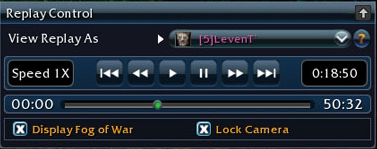 Replay Control
View Replay As [5]LevenT
Speed 1X 0:18:50
00:00 50:32
Display Fog of War Lock Camera